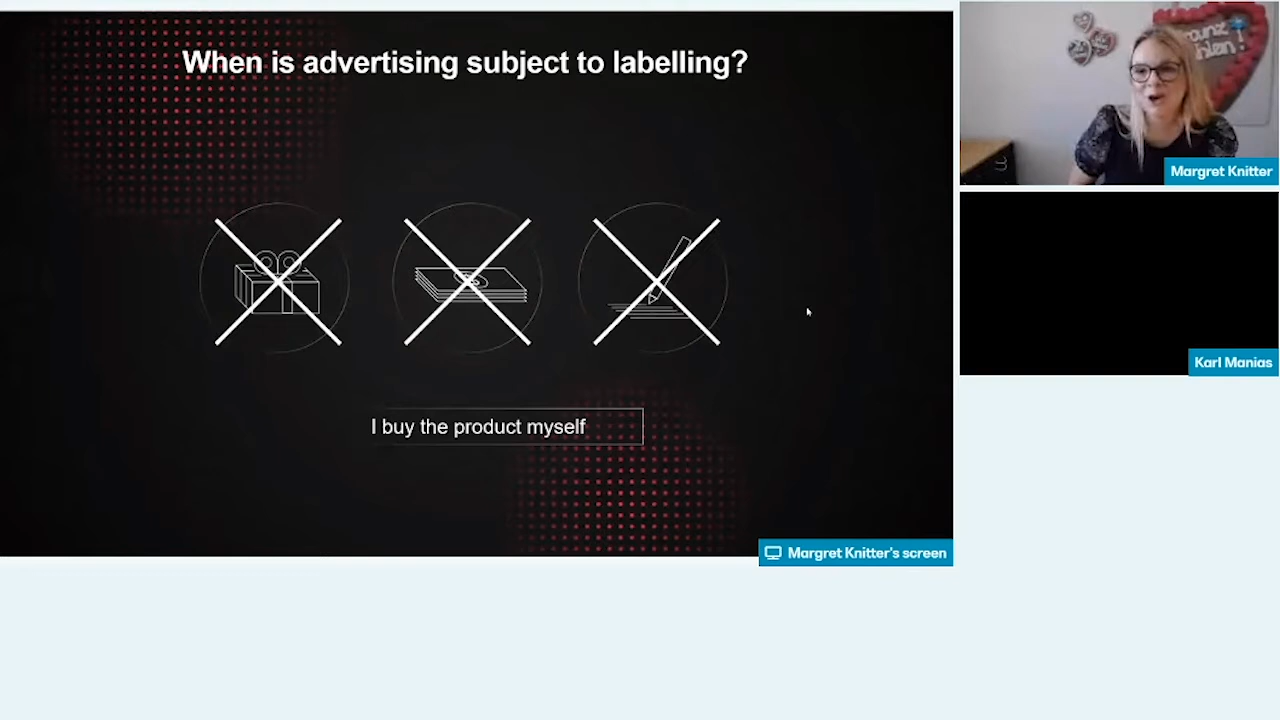 When is advertising subject to labelling?
I buy the product myself
Margret Knitter's screen
Margret Knitter
Karl Manias